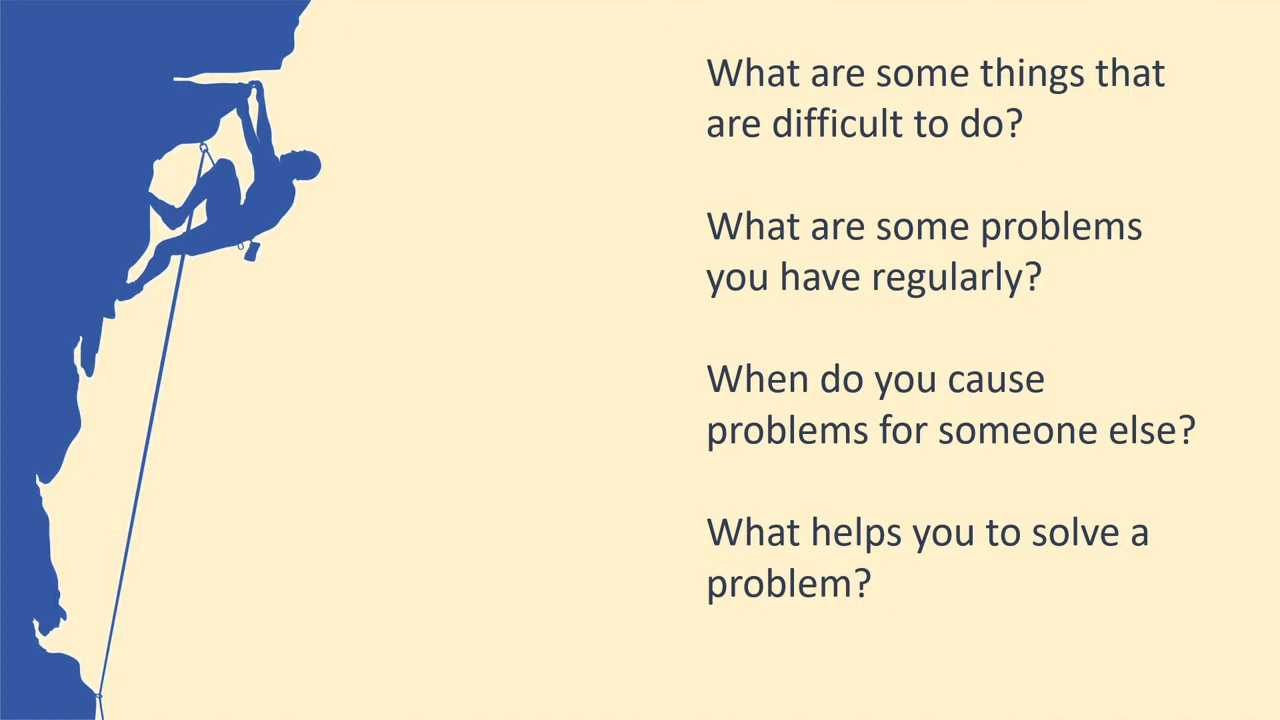 What are some things that
are difficult to do?
What are some problems
you have regularly?
When do you cause
problems for someone else?
What helps you to solve a
problem?